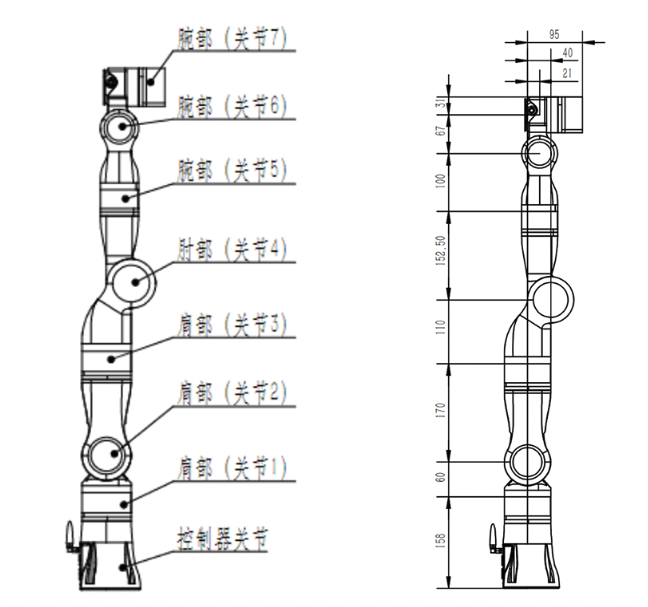 腕部（关节7）
腕部（关节6）
腕部（关节5）
肘部（关节4）
肩部（关节3）
肩部（关节2）
肩部（关节1）
控制器关节
95
40
21
31
67
100
152.50
110
170
60
158